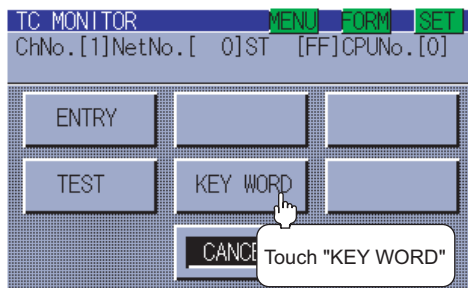 TC MONITOR MENU FORM SET
ChNo.[1]NetNo.[ 0]ST [FF]CPUNo.[0]
ENTRY
TEST KEY WORD
Touch "KEY WORD"